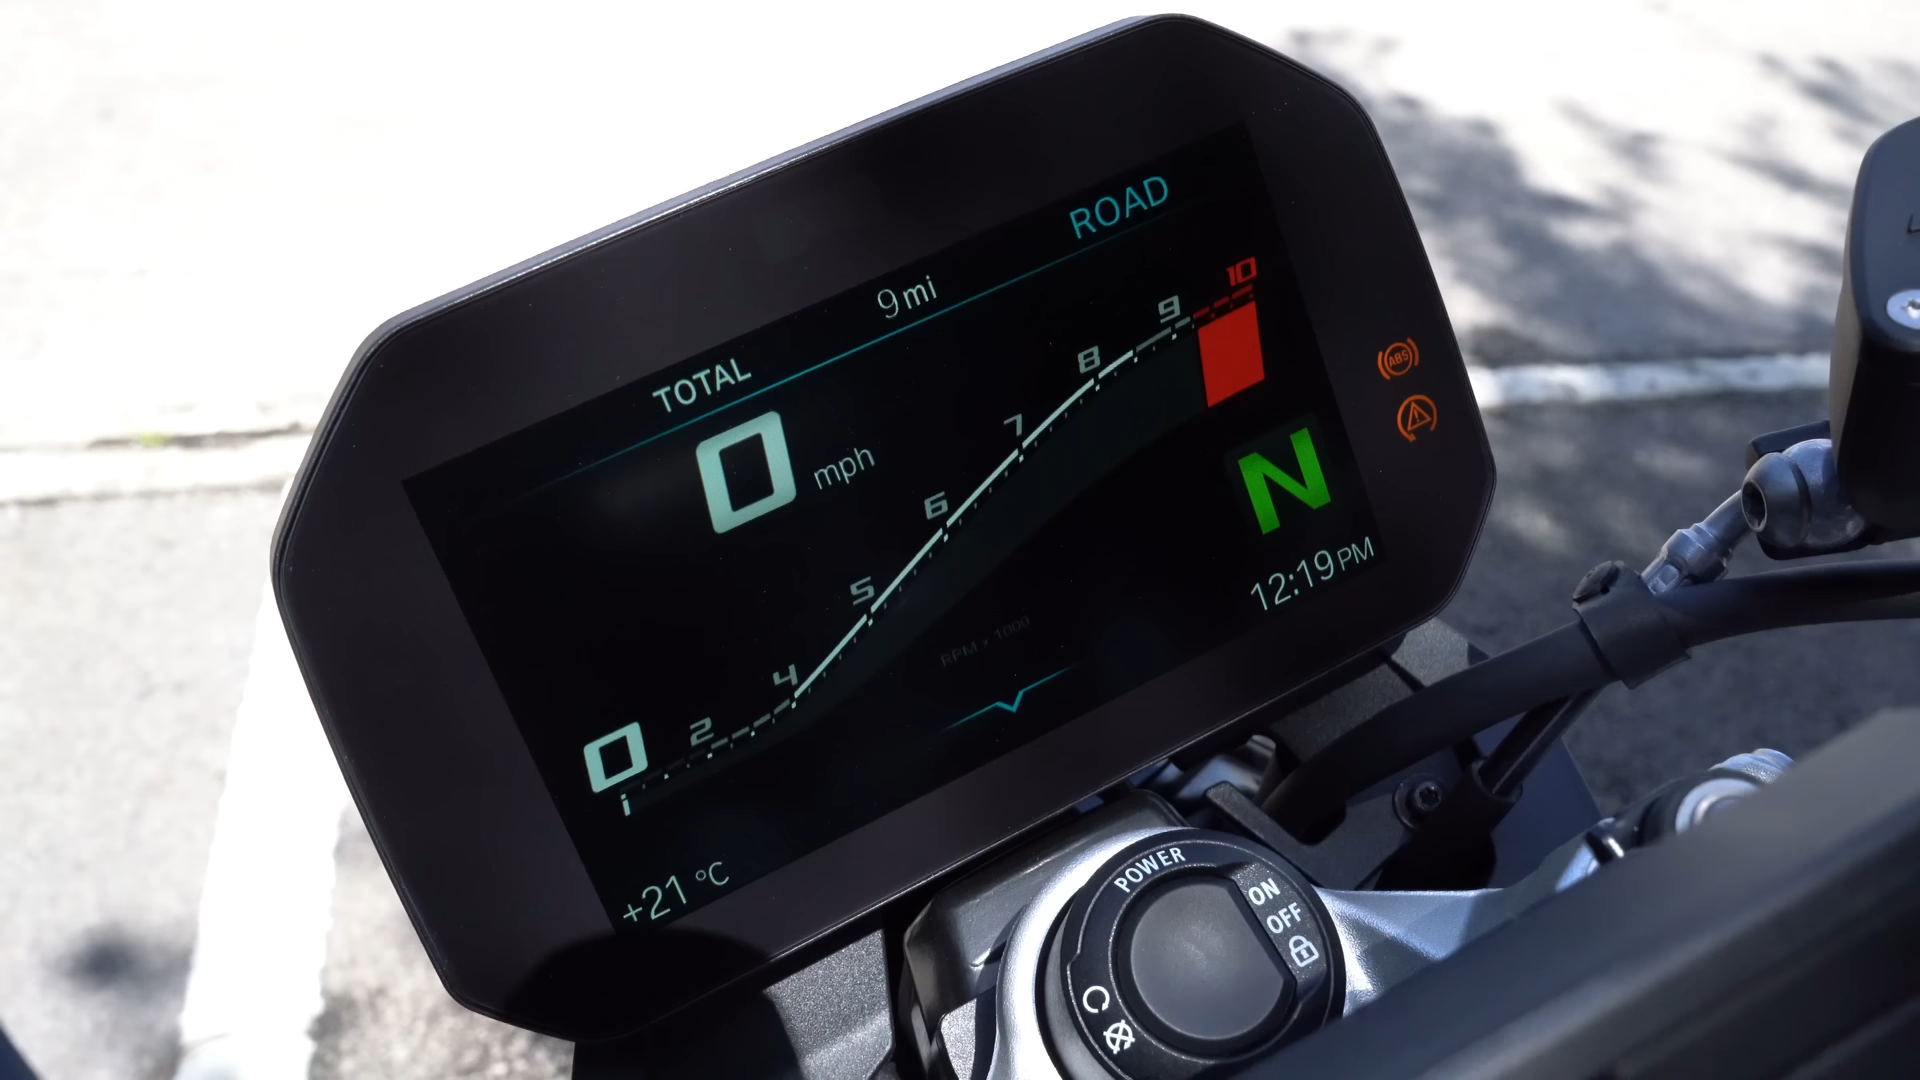 ROAD
TOTAL 9 mi
0 mph
10
9
8
7
6
5
4
2
0
i
N
RPM x 1000
12:19 PM
+21 °C
ABS
POWER
ON
OFF